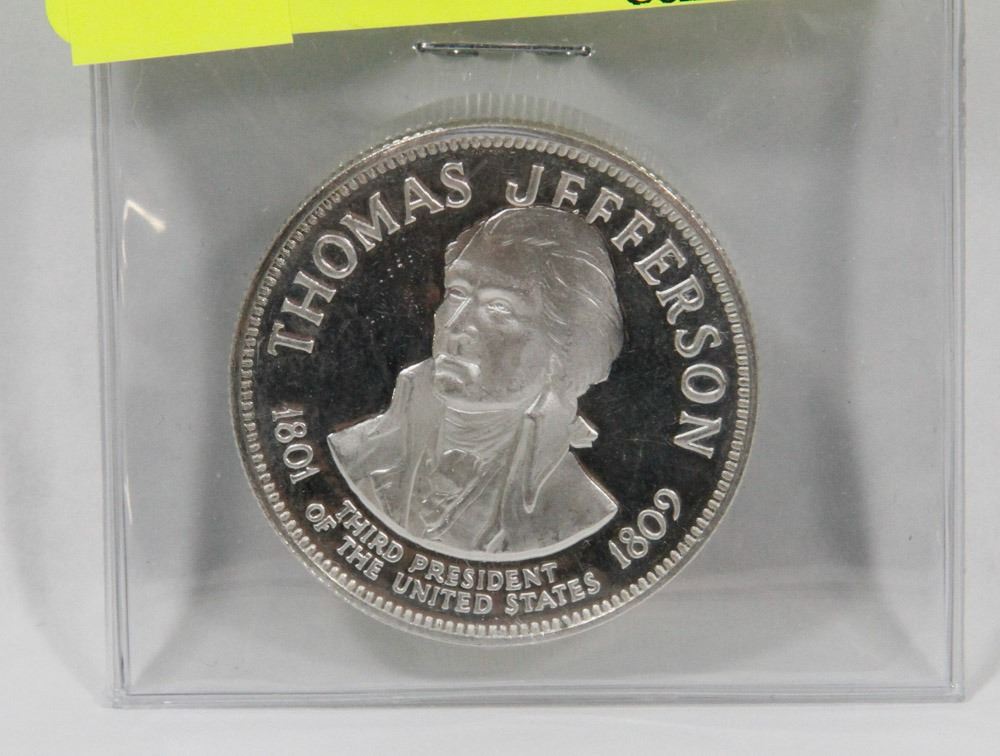 THOMAS JEFFERSON
1801
1809
THIRD PRESIDENT
OF THE UNITED STATES